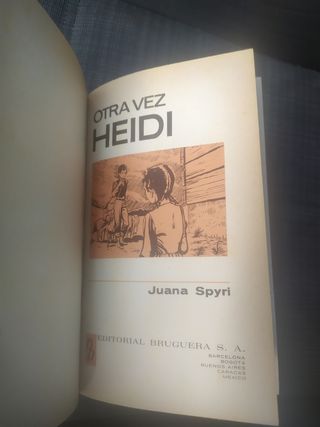 OTRA VEZ
HEIDI
Juana Spyri
EDITORIAL BRUGUERA S. A.
BARCELONA
BOGOTA
BUENOS AIRES
CARACAS
MEXICO